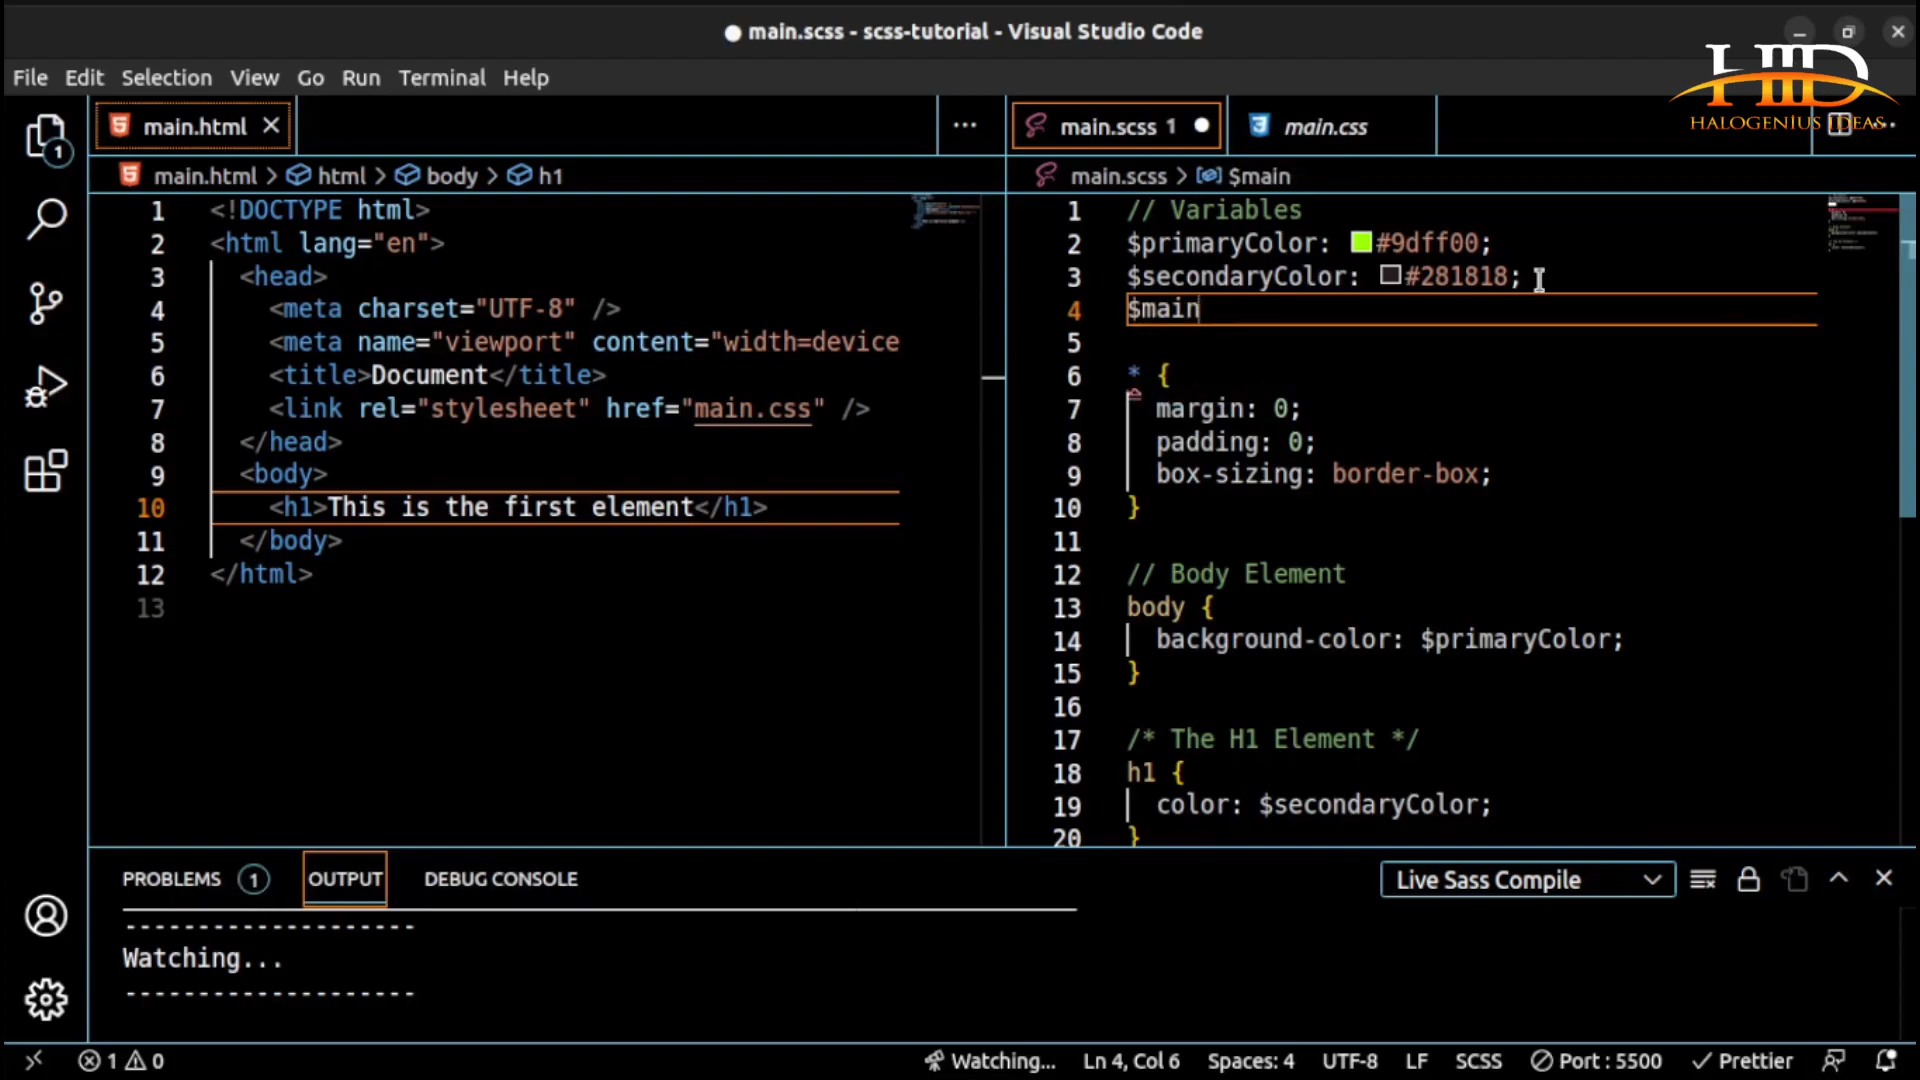 main.scss - scss-tutorial - Visual Studio Code
File Edit Selection View Go Run Terminal Help
HID
HALOGENIUS IDEAS
1
main.html
main.scss 1
main.css
main.html > html > body > h1
main.scss > $main
1 <!DOCTYPE html>
2 <html lang="en">
3 <head>
4 <meta charset="UTF-8" />
5 <meta name="viewport" content="width=device
6 <title>Document</title>
7 <link rel="stylesheet" href="main.css" />
8 </head>
9 <body>
10 <h1>This is the first element</h1>
11 </body>
12 </html>
13
1 // Variables
2 $primaryColor: #9dff00;
3 $secondaryColor: #281818;
4 $main
5
6 * {
7 margin: 0;
8 padding: 0;
9 box-sizing: border-box;
10 }
11
12 // Body Element
13 body {
14 background-color: $primaryColor;
15 }
16
17 /* The H1 Element */
18 h1 {
19 color: $secondaryColor;
20 }
PROBLEMS 1 OUTPUT DEBUG CONSOLE
Live Sass Compile
--------------------
Watching...
--------------------
1 0
Watching... Ln 4, Col 6 Spaces: 4 UTF-8 LF SCSS Port : 5500 Prettier